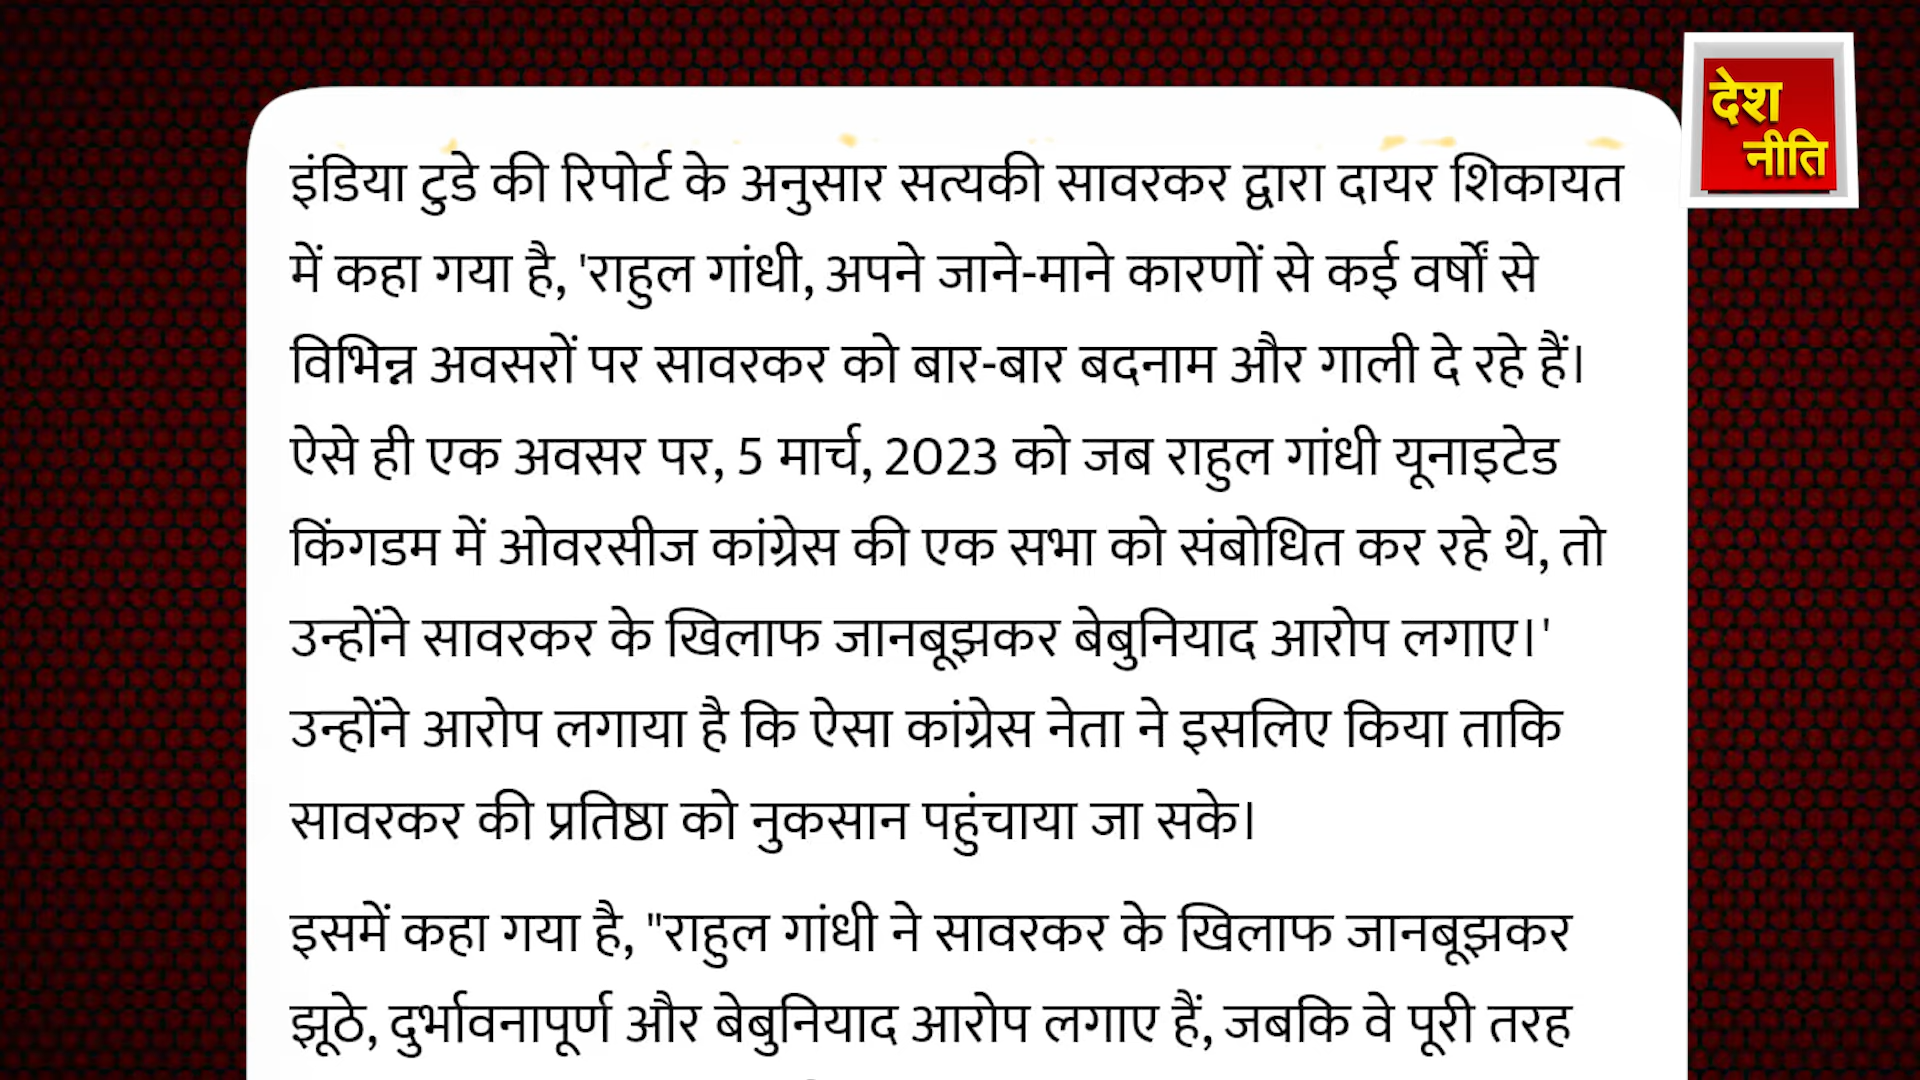 देश
नीति
इंडिया टुडे की रिपोर्ट के अनुसार सत्यकी सावरकर द्वारा दायर शिकायत
में कहा गया है, 'राहुल गांधी, अपने जाने-माने कारणों से कई वर्षों से
विभिन्न अवसरों पर सावरकर को बार-बार बदनाम और गाली दे रहे हैं।
ऐसे ही एक अवसर पर, 5 मार्च, 2023 को जब राहुल गांधी यूनाइटेड
किंगडम में ओवरसीज कांग्रेस की एक सभा को संबोधित कर रहे थे, तो
उन्होंने सावरकर के खिलाफ जानबूझकर बेबुनियाद आरोप लगाए।'
उन्होंने आरोप लगाया है कि ऐसा कांग्रेस नेता ने इसलिए किया ताकि
सावरकर की प्रतिष्ठा को नुकसान पहुंचाया जा सके।
इसमें कहा गया है, "राहुल गांधी ने सावरकर के खिलाफ जानबूझकर
झूठे, दुर्भावनापूर्ण और बेबुनियाद आरोप लगाए हैं, जबकि वे पूरी तरह